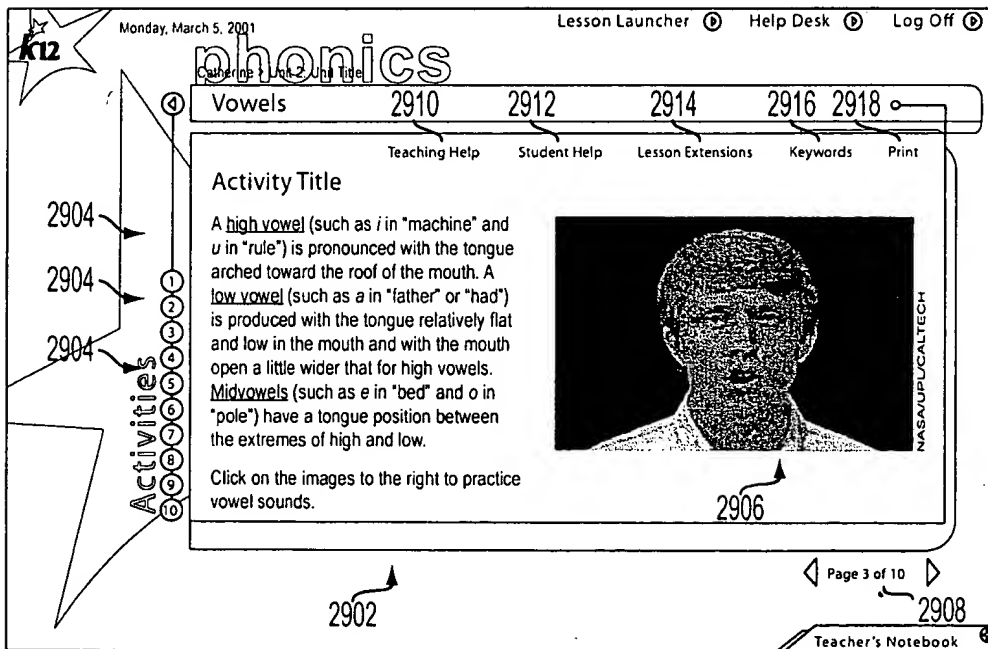 Monday, March 5, 2001
Lesson Launcher
Help Desk
Log Off
k12
phonics
Catherine > Unit 2: Unit Title
Vowels
2910
2912
2914
2916
2918
Teaching Help
Student Help
Lesson Extensions
Keywords
Print
Activity Title
A high vowel (such as i in "machine" and
u in "rule") is pronounced with the tongue
arched toward the roof of the mouth. A
low vowel (such as a in "father" or "had")
is produced with the tongue relatively flat
and low in the mouth and with the mouth
open a little wider that for high vowels.
Midvowels (such as e in "bed" and o in
"pole") have a tongue position between
the extremes of high and low.
Click on the images to the right to practice
vowel sounds.
2904
2904
2904
Activities
1
2
3
4
5
6
7
8
9
10
NASA/UPL/CALTECH
2906
2902
Page 3 of 10
2908
Teacher's Notebook